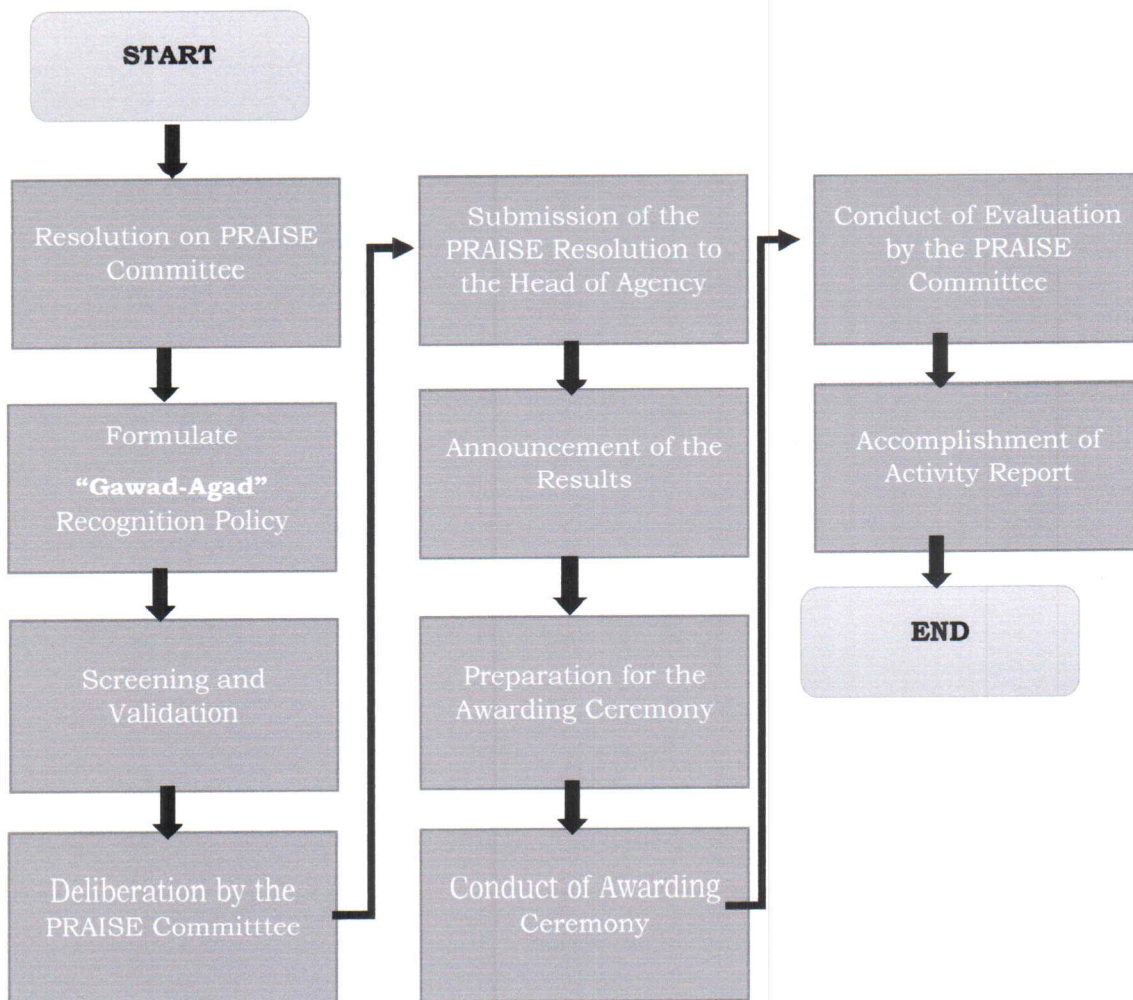 START
Resolution on PRAISE
Committee
Formulate
“Gawad-Agad”
Recognition Policy
Screening and
Validation
Deliberation by the
PRAISE Committtee
Submission of the
PRAISE Resolution to
the Head of Agency
Announcement of the
Results
Preparation for the
Awarding Ceremony
Conduct of Awarding
Ceremony
Conduct of Evaluation
by the PRAISE
Committee
Accomplishment of
Activity Report
END